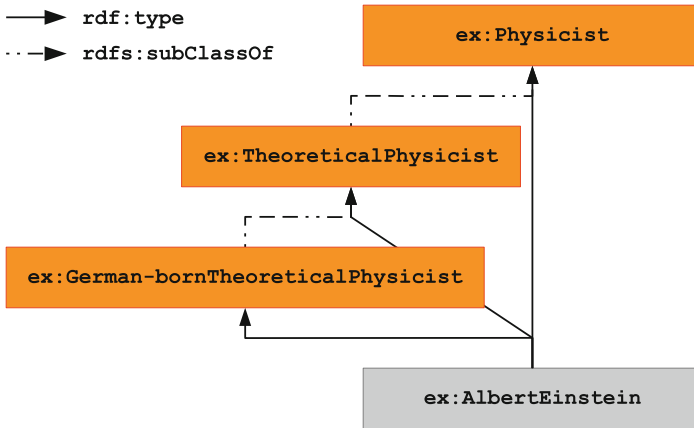 rdf:type
rdfs:subClassOf
ex:Physicist
ex:TheoreticalPhysicist
ex:German-bornTheoreticalPhysicist
ex:AlbertEinstein